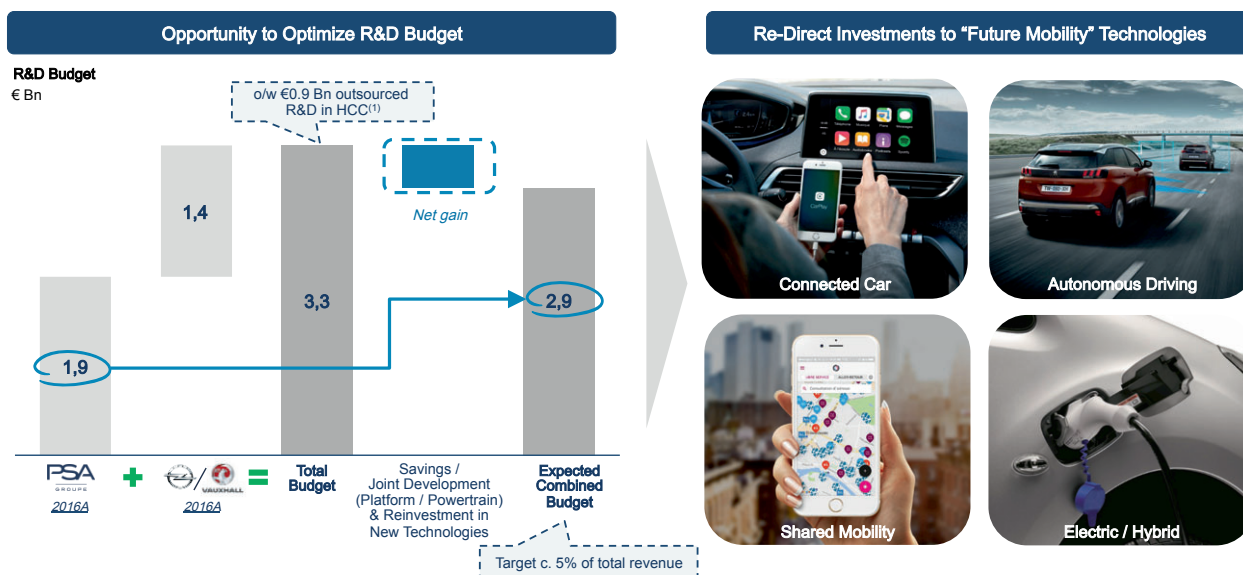 Opportunity to Optimize R&D Budget
R&D Budget
€ Bn
o/w €0.9 Bn outsourced
R&D in HCC(1)
1,4
Net gain
3,3
2,9
1,9
PSA
GROUPE
2016A
+
/
VAUXHALL
2016A
=
Total
Budget
Savings /
Joint Development
(Platform / Powertrain)
& Reinvestment in
New Technologies
Expected
Combined
Budget
Target c. 5% of total revenue
Re-Direct Investments to “Future Mobility” Technologies
CarPlay
Connected Car
Autonomous Driving
Shared Mobility
Electric / Hybrid